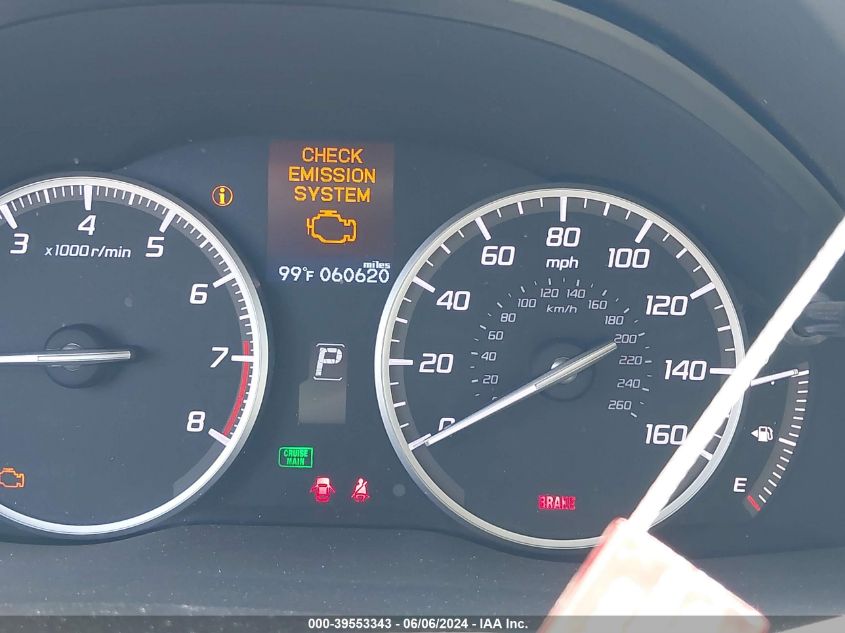 CHECK
EMISSION
SYSTEM
i
miles
99°F 060620
3 4 5 6 7 8
x1000 r/min
P
CRUISE
MAIN
0 20 40 60 80 100 120 140 160
mph
20 40 60 80 100 120 140 160 180 200 220 240 260
km/h
BRAKE
E
000-39553343 - 06/06/2024 - IAA Inc.